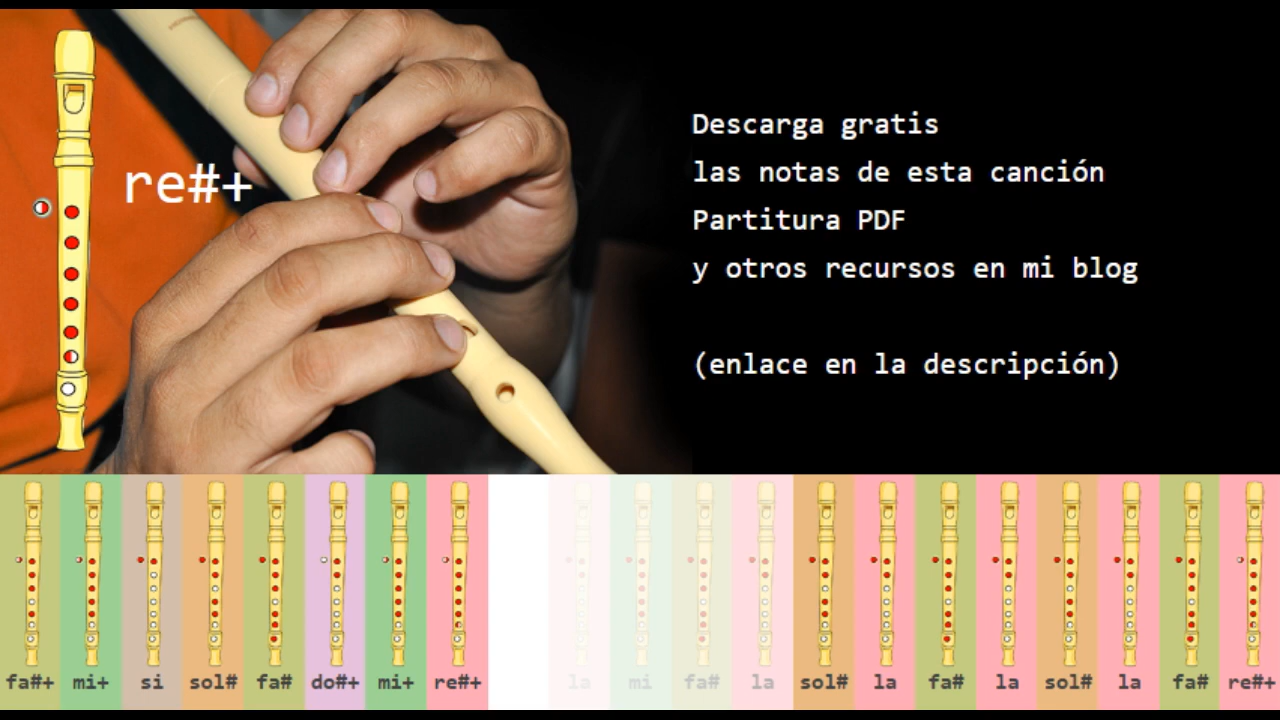 re#+
Descarga gratis
las notas de esta canción
Partitura PDF
y otros recursos en mi blog
(enlace en la descripción)
fa#+ mi+ si sol# fa# do#+ mi+ re#+ la mi fa# la sol# la fa# la sol# la fa# re#+